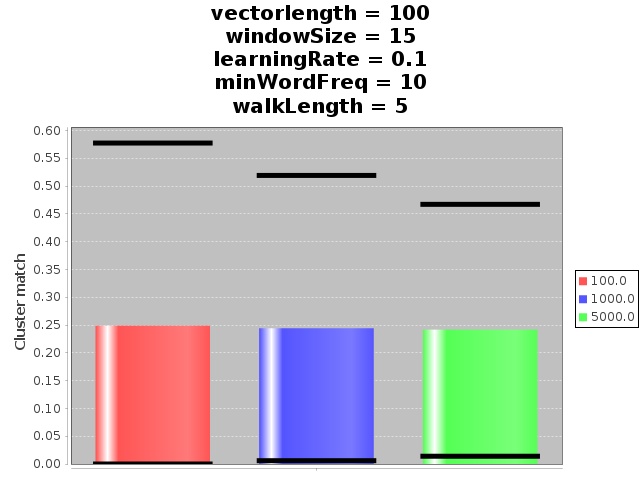 vectorlength = 100
windowSize = 15
learningRate = 0.1
minWordFreq = 10
walkLength = 5
0.60
0.55
0.50
0.45
0.40
0.35
0.30
0.25
0.20
0.15
0.10
0.05
0.00
Cluster match
100.0
1000.0
5000.0